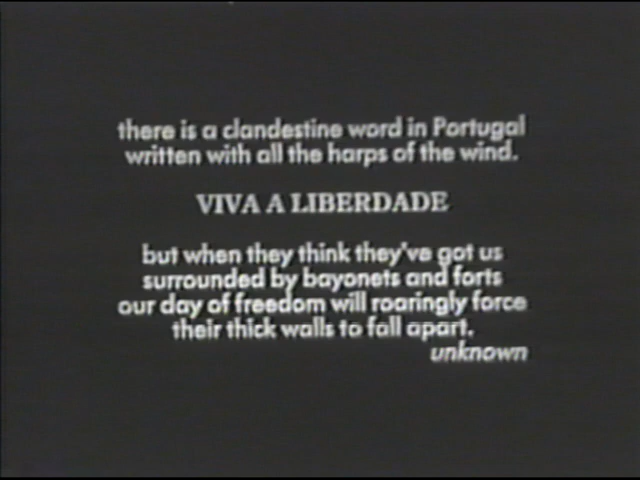 there is a clandestine word in Portugal
written with all the harps of the wind.
VIVA A LIBERDADE
but when they think they've got us
surrounded by bayonets and forts
our day of freedom will roaringly force
their thick walls to fall apart.
unknown